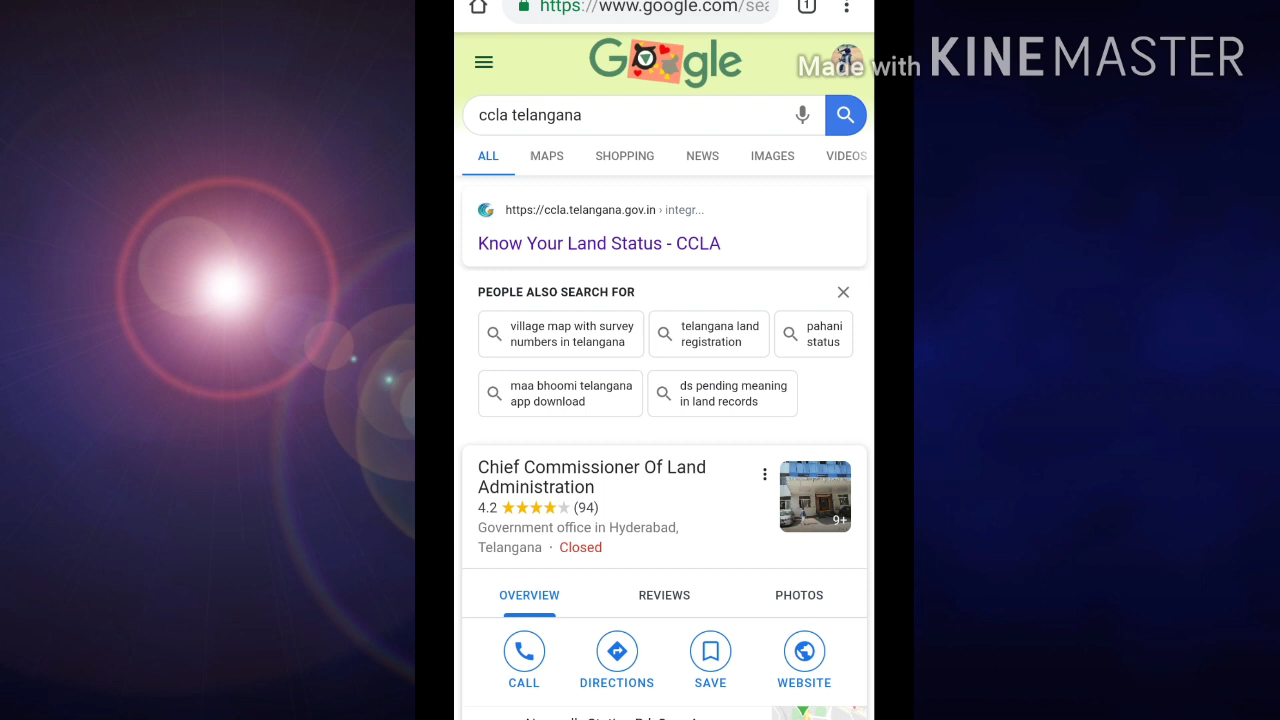 https://www.google.com/sea
1
Google
Made with KINEMASTER
ccla telangana
ALL MAPS SHOPPING NEWS IMAGES VIDEOS
https://ccla.telangana.gov.in › integr...
Know Your Land Status - CCLA
PEOPLE ALSO SEARCH FOR
village map with survey
numbers in telangana
telangana land
registration
pahani
status
maa bhoomi telangana
app download
ds pending meaning
in land records
Chief Commissioner Of Land
Administration
4.2 ★★★★★ (94)
Government office in Hyderabad,
Telangana · Closed
9+
OVERVIEW REVIEWS PHOTOS
CALL DIRECTIONS SAVE WEBSITE